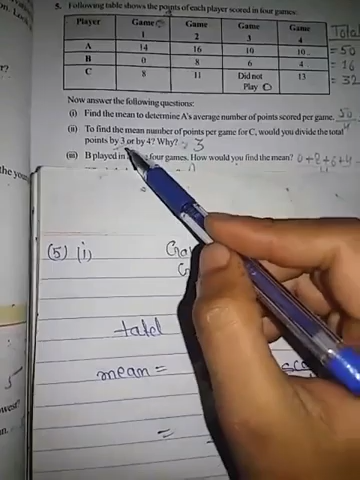 5. Following table shows the points of each player scored in four games.
Player Game 1 Game 2 Game 3 Game 4 Total
A 14 16 10 10 = 50
B 0 8 6 4 = 16
C 8 11 Did not Play 13 = 32
Now answer the following questions:
(i) Find the mean to determine A's average number of points scored per game. 50
(ii) To find the mean number of points per game for C, would you divide the total
points by 3 or by 4? Why? 3
(iii) B played in four games. How would you find the mean? 0+8+6+4
4
(5) (i)
total
mean =
=